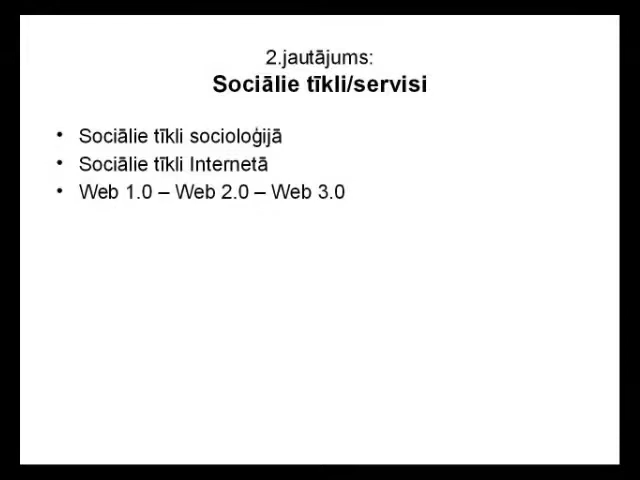 2.jautājums:
Sociālie tīkli/servisi
• Sociālie tīkli socioloģijā
• Sociālie tīkli Internetā
• Web 1.0 – Web 2.0 – Web 3.0